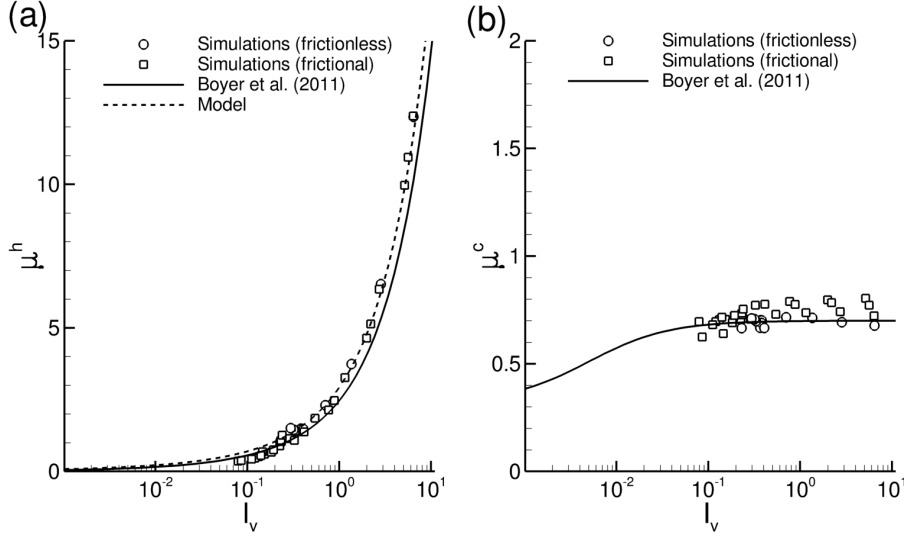 (a)
15
10
5
0
μ^h
Simulations (frictionless)
Simulations (frictional)
Boyer et al. (2011)
Model
10^-2
10^-1
10^0
10^1
I_v
(b)
2
1.5
1
0.5
0
μ^c
Simulations (frictionless)
Simulations (frictional)
Boyer et al. (2011)
10^-2
10^-1
10^0
10^1
I_v